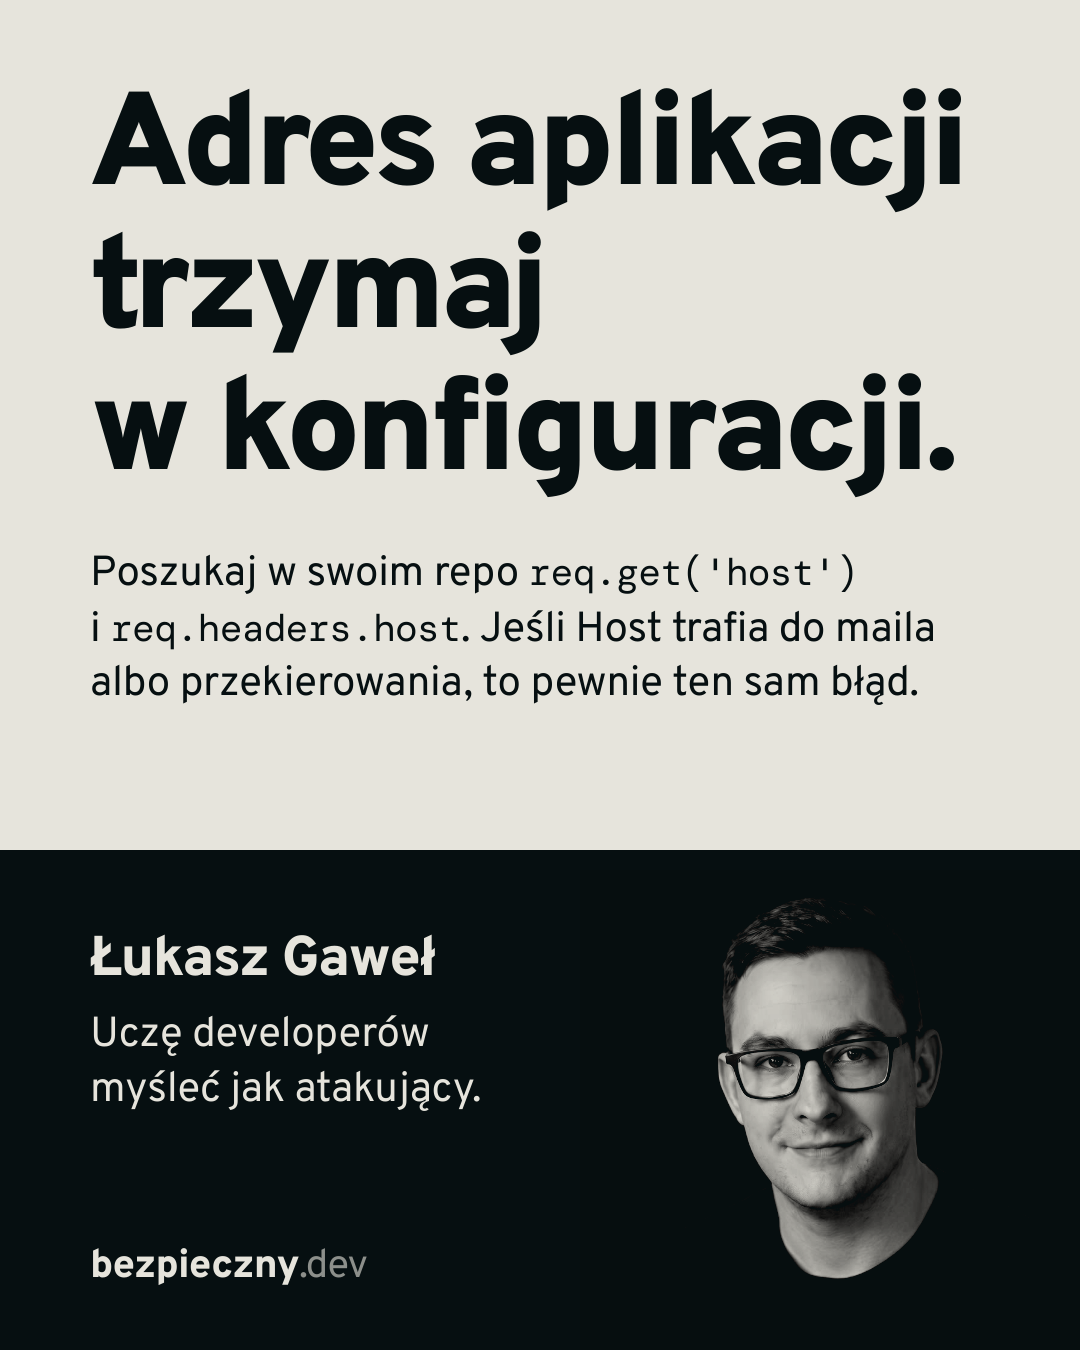 Adres aplikacji
trzymaj
w konfiguracji.
Poszukaj w swoim repo req.get('host')
i req.headers.host. Jeśli Host trafia do maila
albo przekierowania, to pewnie ten sam błąd.
Łukasz Gaweł
Uczę developerów
myśleć jak atakujący.
bezpieczny.dev